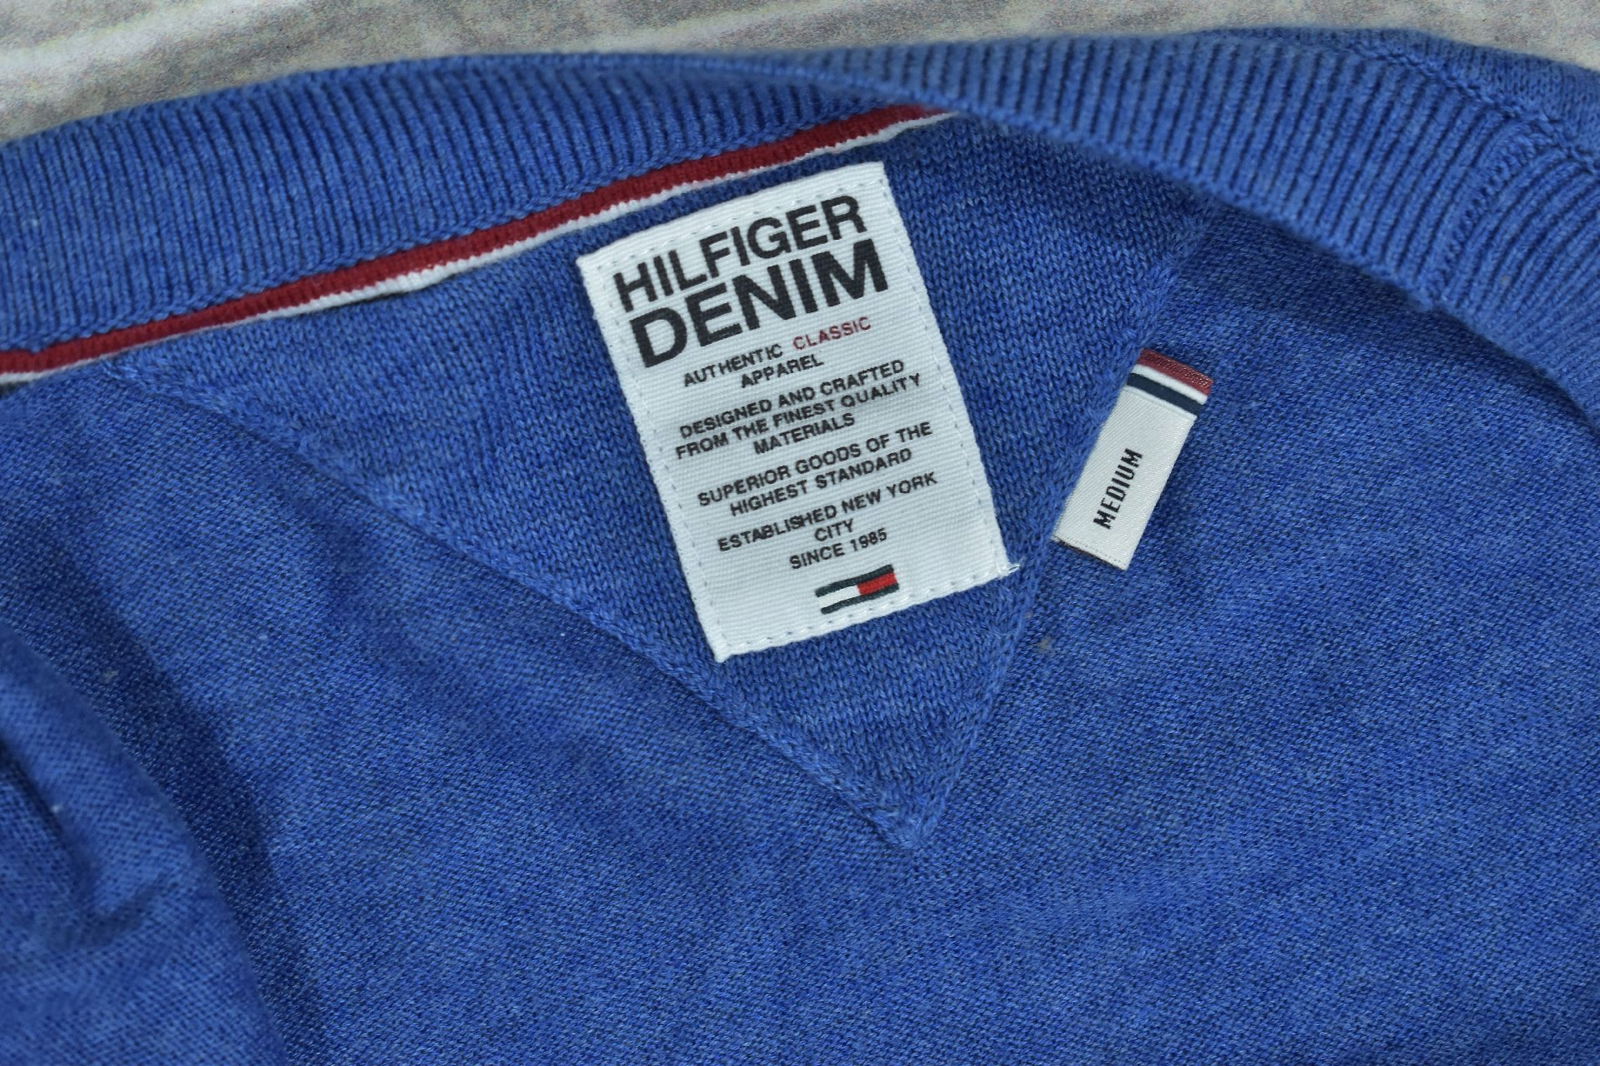 HILFIGER
DENIM
AUTHENTIC CLASSIC
APPAREL
DESIGNED AND CRAFTED
FROM THE FINEST QUALITY
MATERIALS
SUPERIOR GOODS OF THE
HIGHEST STANDARD
ESTABLISHED NEW YORK
CITY
SINCE 1985
MEDIUM